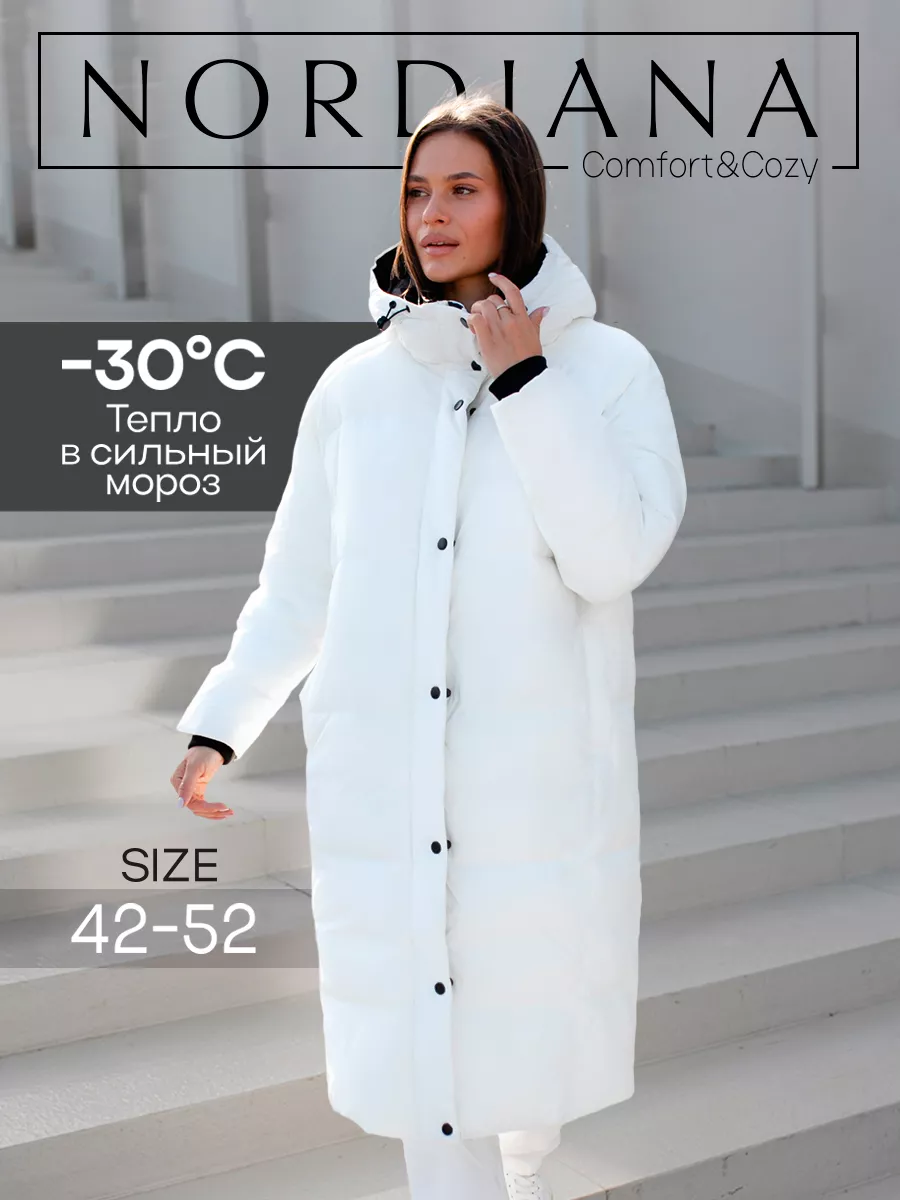 NORDIANA
Comfort&Cozy
-30°C
Тепло
в сильный
мороз
SIZE
42-52